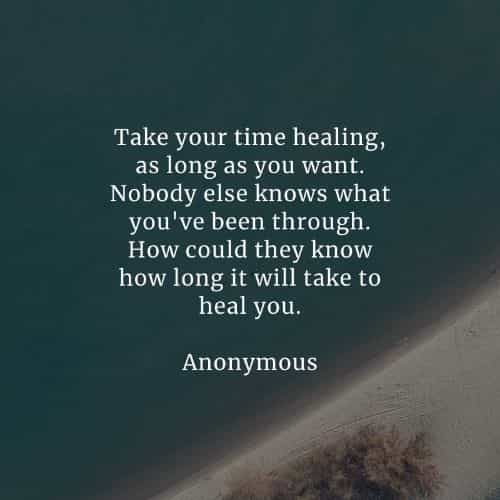 Take your time healing,
as long as you want.
Nobody else knows what
you've been through.
How could they know
how long it will take to
heal you.
Anonymous